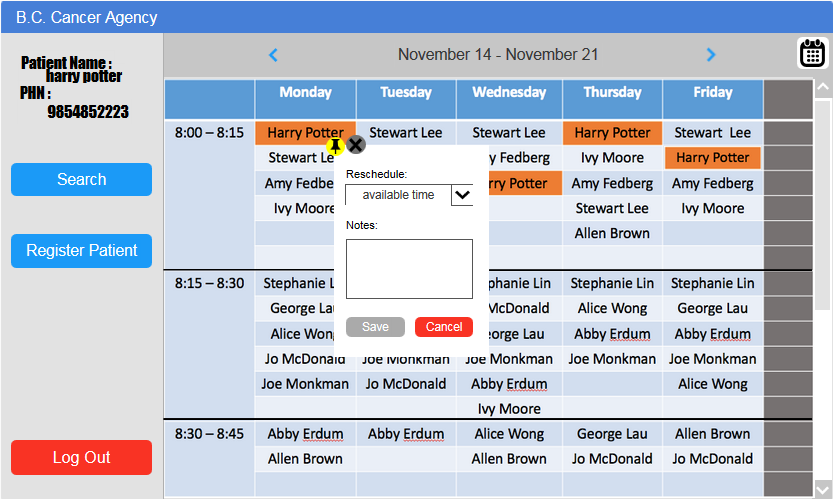 B.C. Cancer Agency
Patient Name :
harry potter
PHN :
9854852223
Search
Register Patient
Log Out
November 14 - November 21
Monday Tuesday Wednesday Thursday Friday
8:00 – 8:15 Harry Potter Stewart Lee Stewart Lee Harry Potter Stewart Lee
Stewart Le y Fedberg Ivy Moore Harry Potter
Amy Fedbe rry Potter Amy Fedberg Amy Fedberg
Ivy Moore Stewart Lee Ivy Moore
Allen Brown
Reschedule:
available time
Notes:
Save Cancel
8:15 – 8:30 Stephanie L phanie Lin Stephanie Lin Stephanie Lin
George Lau McDonald Alice Wong George Lau
Alice Wong eorge Lau Abby Erdum Abby Erdum
Jo McDonald Joe Monkman Joe Monkman Joe Monkman Joe Monkman
Joe Monkman Jo McDonald Abby Erdum Alice Wong
Ivy Moore
8:30 – 8:45 Abby Erdum Abby Erdum Alice Wong George Lau Allen Brown
Allen Brown Allen Brown Jo McDonald Jo McDonald